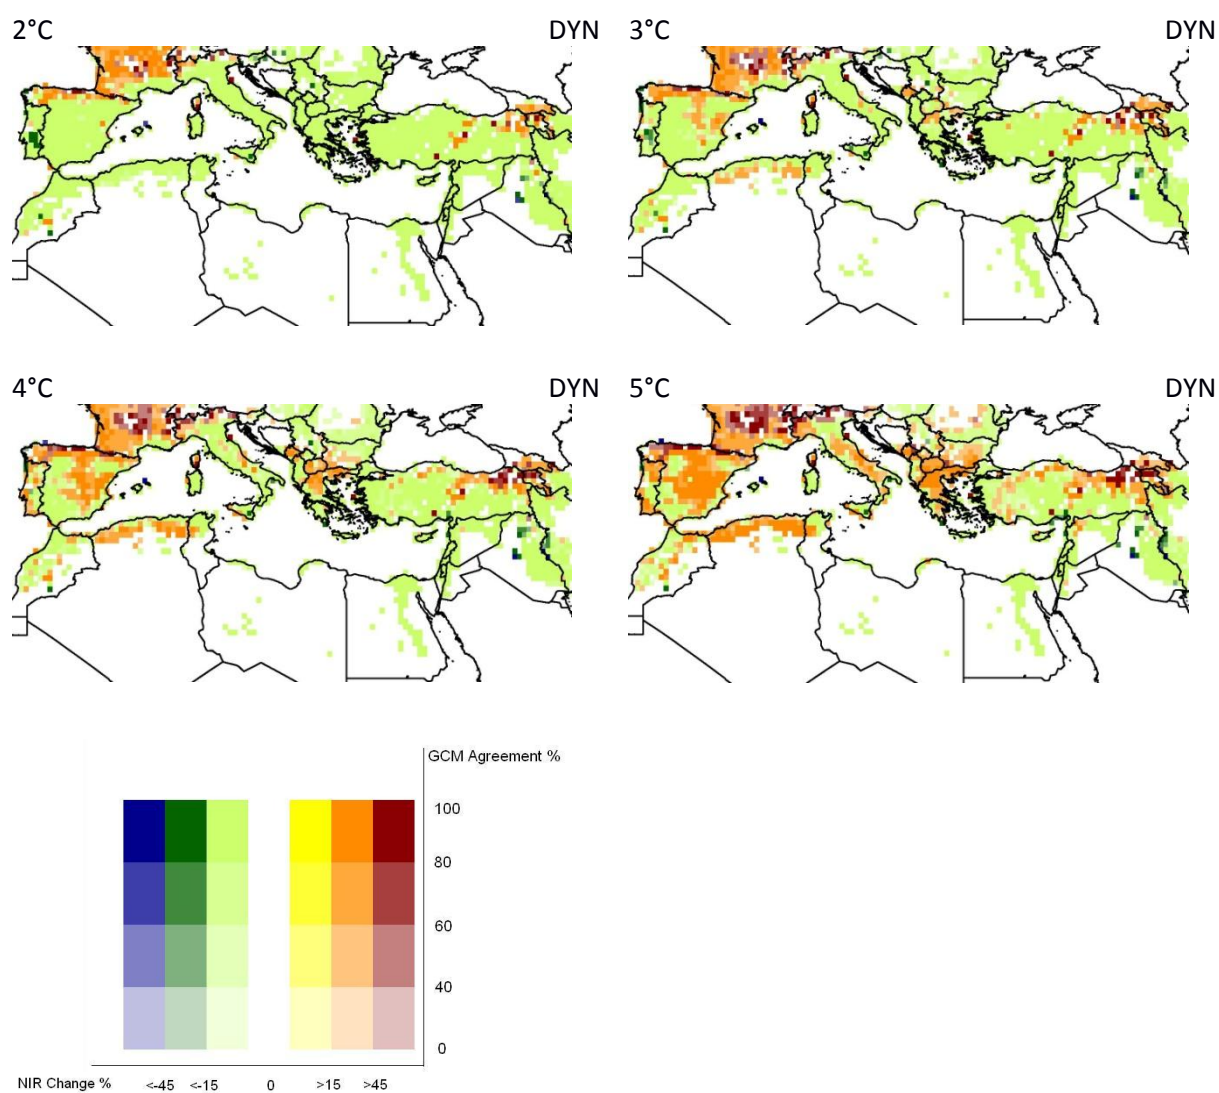 2°C DYN 3°C DYN
4°C DYN 5°C DYN
GCM Agreement %
100
80
60
40
0
NIR Change % <-45 <-15 0 >15 >45